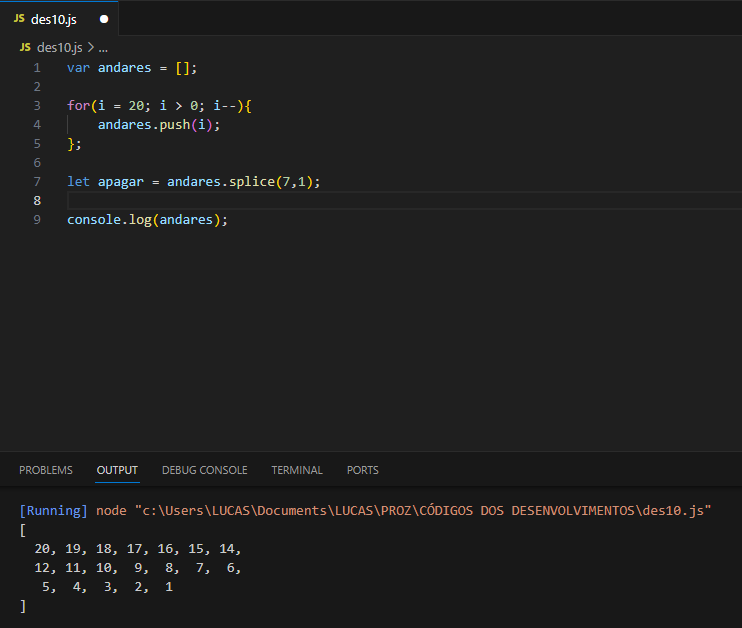 JS des10.js ●
JS des10.js > ...
1 var andares = [];
2
3 for(i = 20; i > 0; i--){
4     andares.push(i);
5 };
6
7 let apagar = andares.splice(7,1);
8
9 console.log(andares);
PROBLEMS OUTPUT DEBUG CONSOLE TERMINAL PORTS
[Running] node "c:\Users\LUCAS\Documents\LUCAS\PROZ\CÓDIGOS DOS DESENVOLVIMENTOS\des10.js"
[
  20, 19, 18, 17, 16, 15, 14,
  12, 11, 10,  9,  8,  7,  6,
   5,  4,  3,  2,  1
]